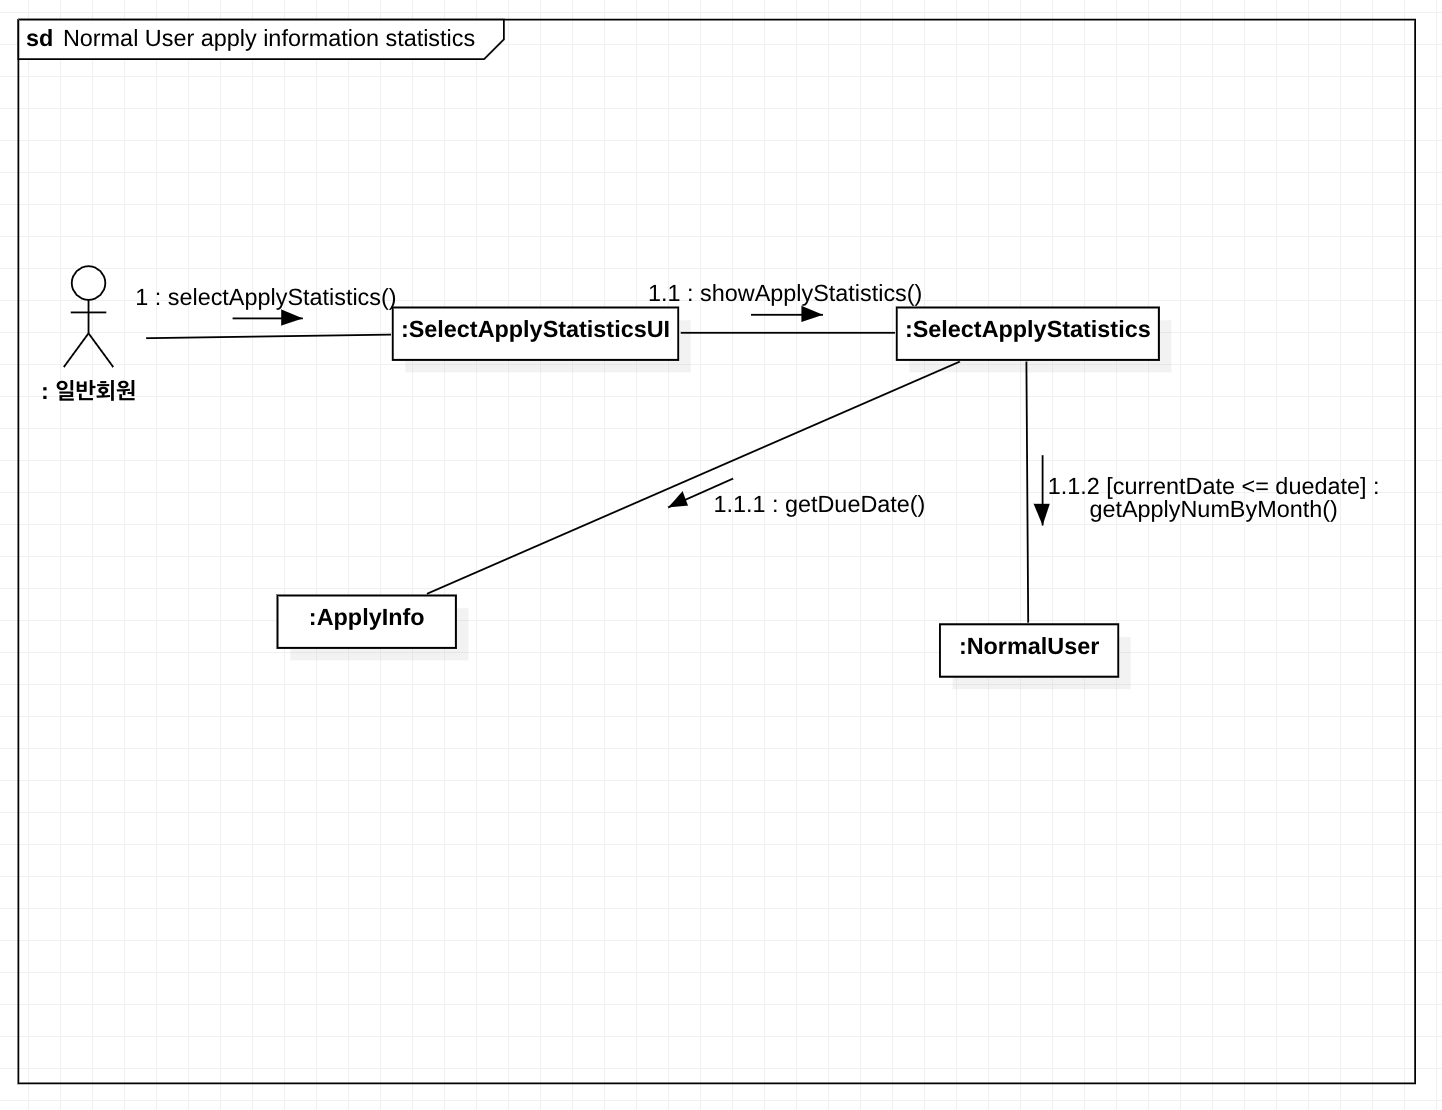 sd Normal User apply information statistics
1 : selectApplyStatistics()
1.1 : showApplyStatistics()
:SelectApplyStatisticsUI
:SelectApplyStatistics
: 일반회원
1.1.2 [currentDate <= duedate] :
getApplyNumByMonth()
1.1.1 : getDueDate()
:ApplyInfo
:NormalUser